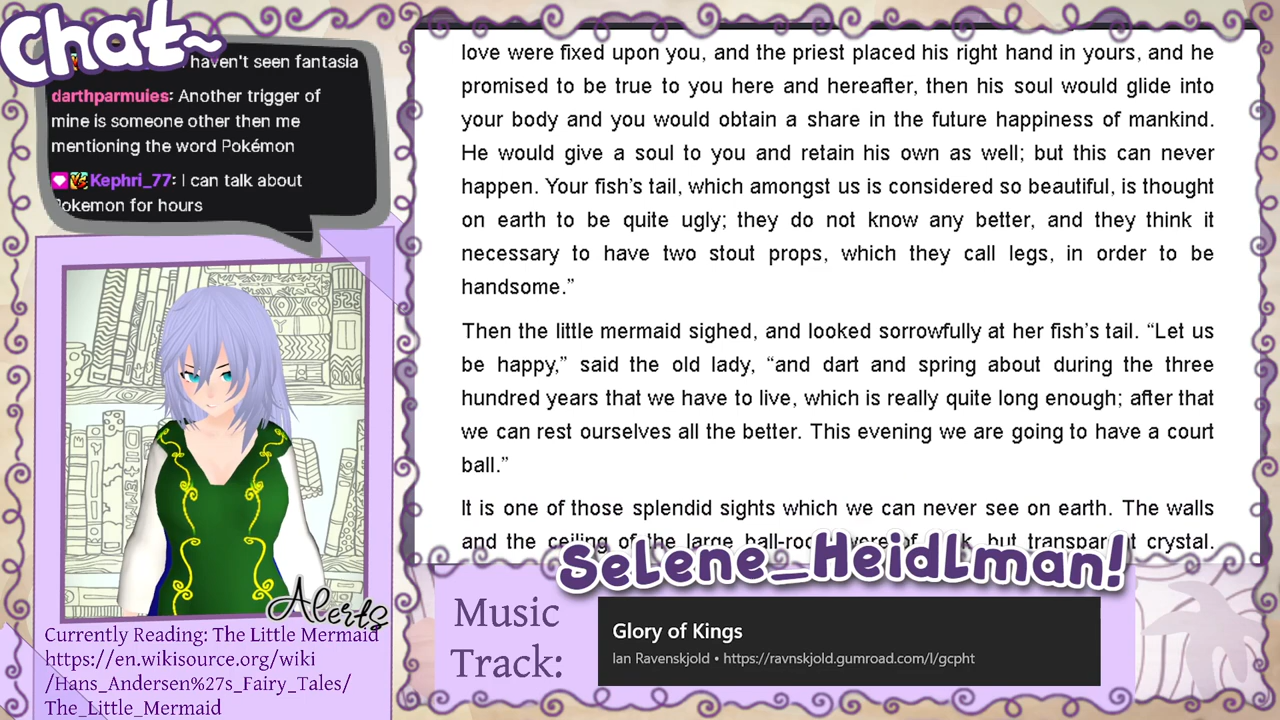 Chat~
haven't seen fantasia
darthparmuies: Another trigger of
mine is someone other then me
mentioning the word Pokémon
Kephri_77: I can talk about
Pokemon for hours
love were fixed upon you, and the priest placed his right hand in yours, and he
promised to be true to you here and hereafter, then his soul would glide into
your body and you would obtain a share in the future happiness of mankind.
He would give a soul to you and retain his own as well; but this can never
happen. Your fish’s tail, which amongst us is considered so beautiful, is thought
on earth to be quite ugly; they do not know any better, and they think it
necessary to have two stout props, which they call legs, in order to be
handsome.”
Then the little mermaid sighed, and looked sorrowfully at her fish’s tail. “Let us
be happy,” said the old lady, “and dart and spring about during the three
hundred years that we have to live, which is really quite long enough; after that
we can rest ourselves all the better. This evening we are going to have a court
ball.”
It is one of those splendid sights which we can never see on earth. The walls
and the ceiling of the large ball-room were of but transparent crystal.
Selene_Heidlman!
Alerts
Currently Reading: The Little Mermaid
https://en.wikisource.org/wiki
/Hans_Andersen%27s_Fairy_Tales/
The_Little_Mermaid
Music
Track:
Glory of Kings
Ian Ravenskjold • https://ravnskjold.gumroad.com/l/gcpht